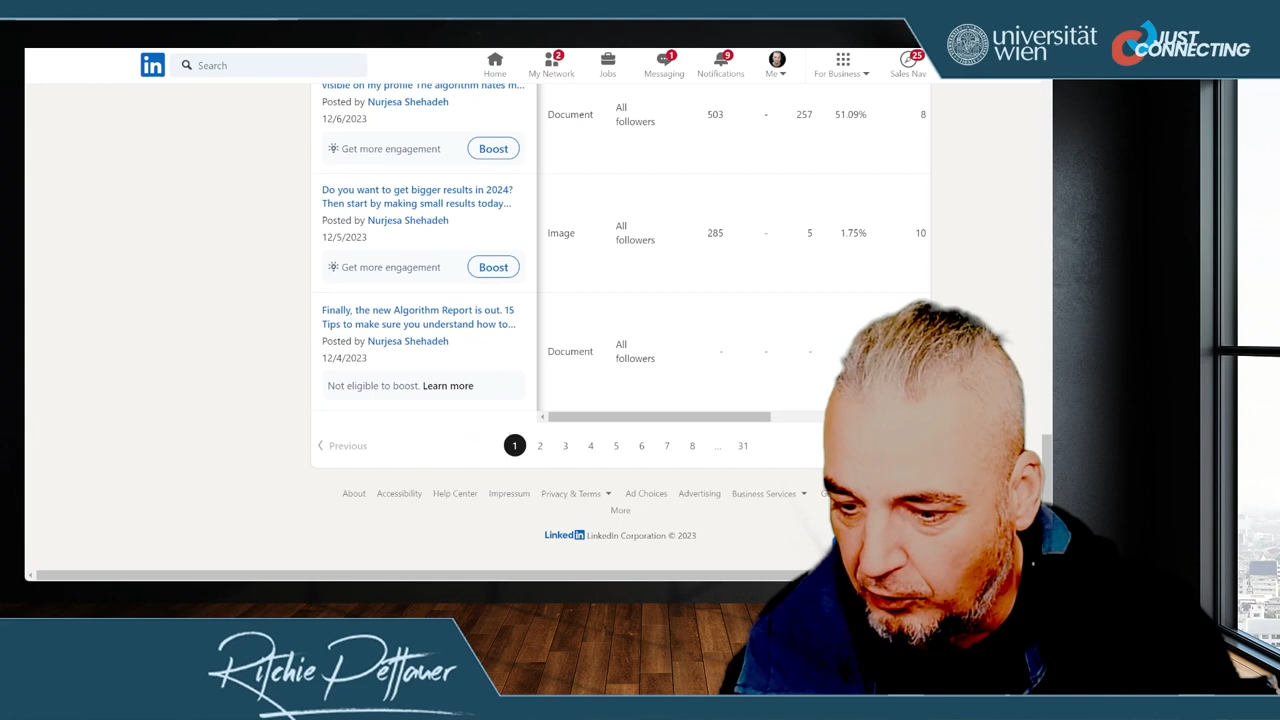 universität
wien
JUST
CONNECTING
in
Search
Home
2
My Network
Jobs
1
Messaging
9
Notifications
Me
For Business
25
Sales Nav
visible on my profile The algorithm hates m...
Posted by Nurjesa Shehadeh
12/6/2023
Get more engagement
Boost
Document
All
followers
503
-
257
51.09%
8
Do you want to get bigger results in 2024?
Then start by making small results today...
Posted by Nurjesa Shehadeh
12/5/2023
Get more engagement
Boost
Image
All
followers
285
-
5
1.75%
10
Finally, the new Algorithm Report is out. 15
Tips to make sure you understand how to...
Posted by Nurjesa Shehadeh
12/4/2023
Not eligible to boost. Learn more
Document
All
followers
-
-
-
Previous
1 2 3 4 5 6 7 8 ... 31
About Accessibility Help Center Impressum Privacy & Terms Ad Choices Advertising Business Services
More
LinkedIn LinkedIn Corporation © 2023
Ritchie Pettauer